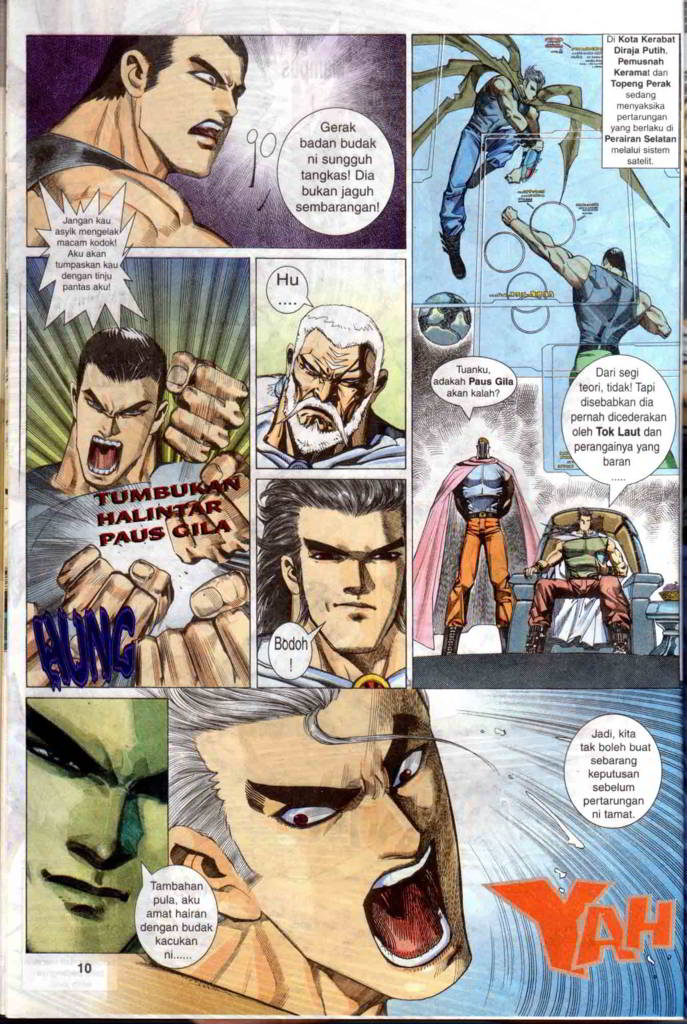 Gerak
badan budak
ni sungguh
tangkas! Dia
bukan jaguh
sembarangan!
Jangan kau
asyik mengelak
macam kodok!
Aku akan
tumpaskan kau
dengan tinju
pantas aku!
TUMBUKAN
HALINTAR
PAUS GILA
HUNG
Hu
....
Bodoh
!
Di Kota Kerabat
Diraja Putih,
Pemusnah
Keramat dan
Topeng Perak
sedang
menyaksika
pertarungan
yang berlaku di
Perairan Selatan
melalui sistem
satelit.
Tuanku,
adakah Paus Gila
akan kalah?
Dari segi
teori, tidak! Tapi
disebabkan dia
pernah dicederakan
oleh Tok Laut dan
perangainya yang
baran
......
Tambahan
pula, aku
amat hairan
dengan budak
kacukan
ni......
Jadi, kita
tak boleh buat
sebarang
keputusan
sebelum
pertarungan
ni tamat.
YAH
10